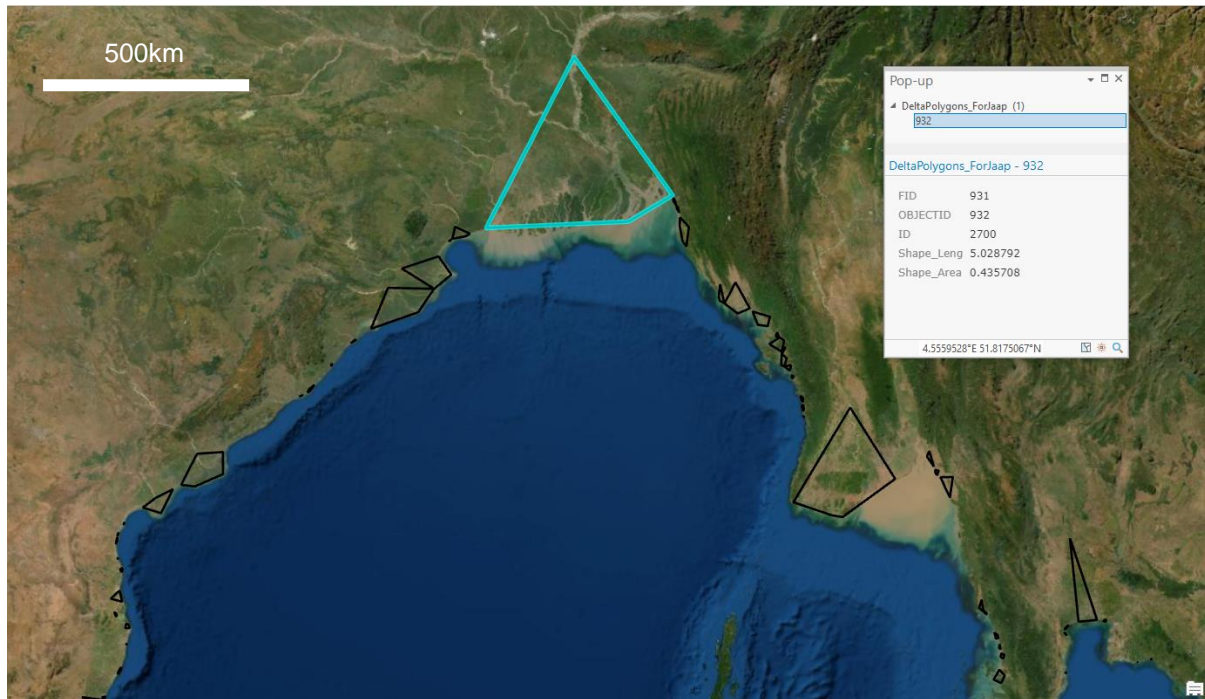 500km
Pop-up
DeltaPolygons_ForJaap (1)
932
DeltaPolygons_ForJaap - 932
FID 931
OBJECTID 932
ID 2700
Shape_Leng 5.028792
Shape_Area 0.435708
4.5559528°E 51.8175067°N